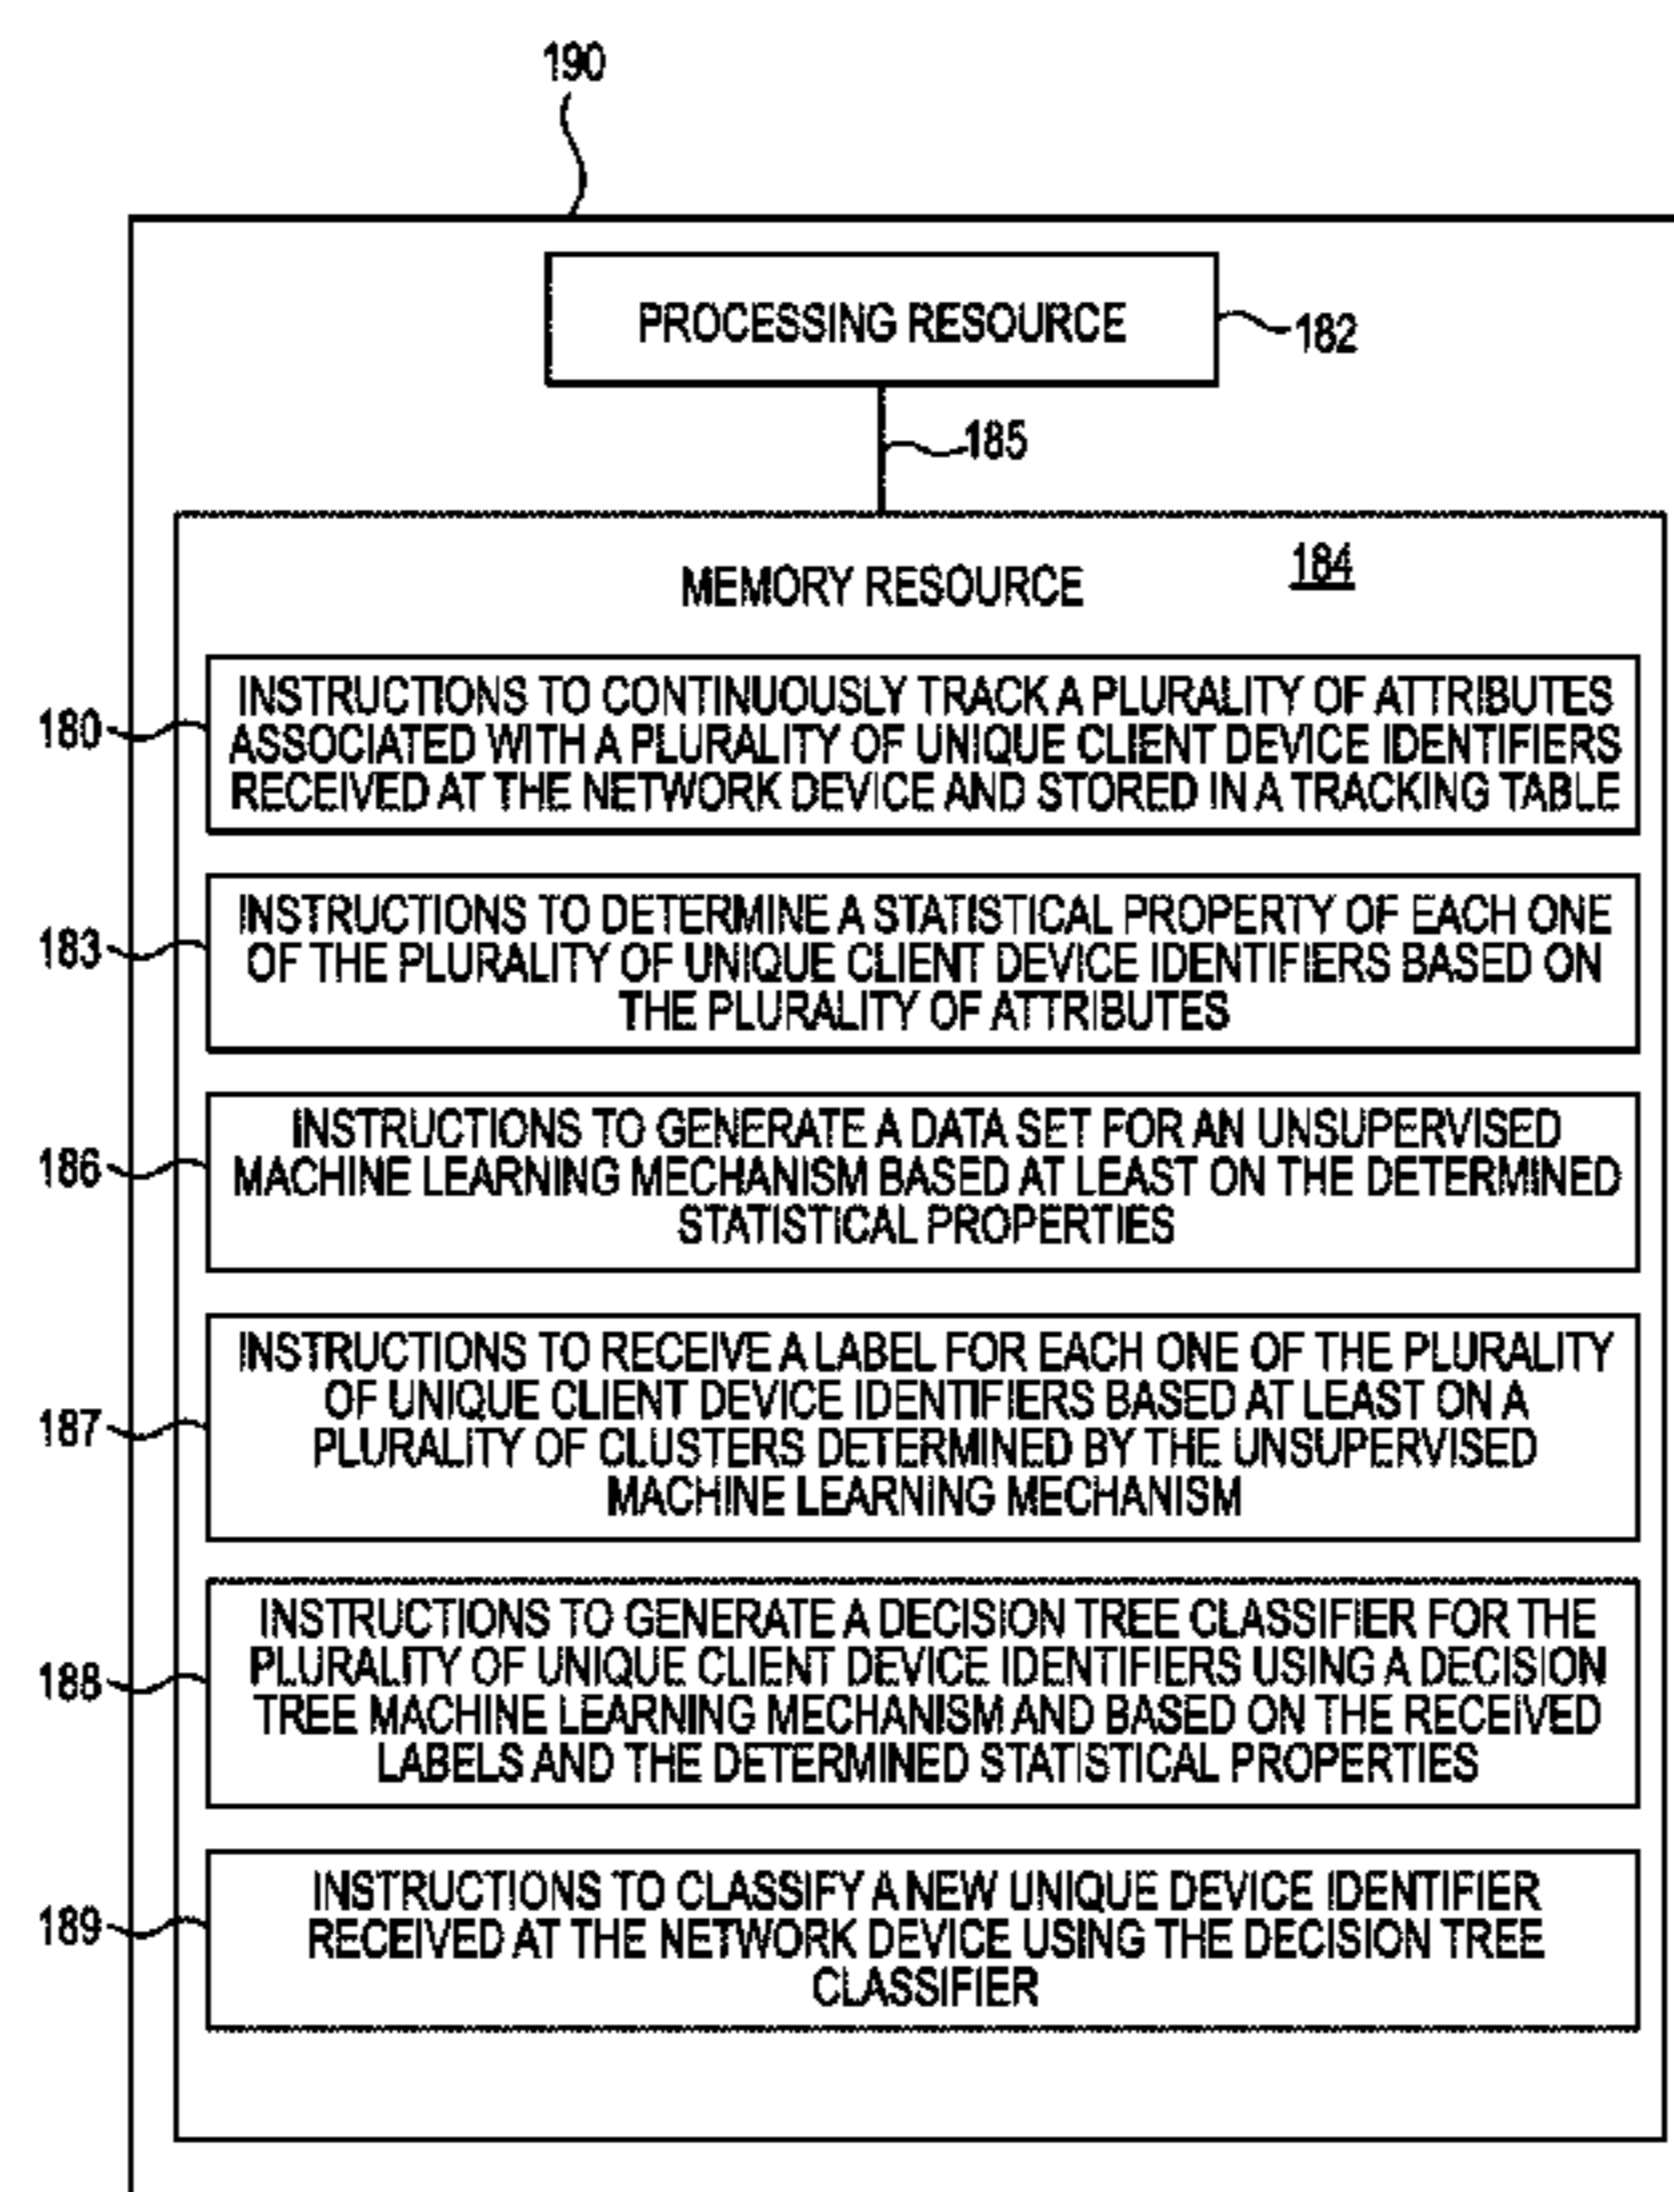 190
PROCESSING RESOURCE
182
185
MEMORY RESOURCE
184
180
INSTRUCTIONS TO CONTINUOUSLY TRACK A PLURALITY OF ATTRIBUTES
ASSOCIATED WITH A PLURALITY OF UNIQUE CLIENT DEVICE IDENTIFIERS
RECEIVED AT THE NETWORK DEVICE AND STORED IN A TRACKING TABLE
183
INSTRUCTIONS TO DETERMINE A STATISTICAL PROPERTY OF EACH ONE
OF THE PLURALITY OF UNIQUE CLIENT DEVICE IDENTIFIERS BASED ON
THE PLURALITY OF ATTRIBUTES
186
INSTRUCTIONS TO GENERATE A DATA SET FOR AN UNSUPERVISED
MACHINE LEARNING MECHANISM BASED AT LEAST ON THE DETERMINED
STATISTICAL PROPERTIES
187
INSTRUCTIONS TO RECEIVE A LABEL FOR EACH ONE OF THE PLURALITY
OF UNIQUE CLIENT DEVICE IDENTIFIERS BASED AT LEAST ON A
PLURALITY OF CLUSTERS DETERMINED BY THE UNSUPERVISED
MACHINE LEARNING MECHANISM
188
INSTRUCTIONS TO GENERATE A DECISION TREE CLASSIFIER FOR THE
PLURALITY OF UNIQUE CLIENT DEVICE IDENTIFIERS USING A DECISION
TREE MACHINE LEARNING MECHANISM AND BASED ON THE RECEIVED
LABELS AND THE DETERMINED STATISTICAL PROPERTIES
189
INSTRUCTIONS TO CLASSIFY A NEW UNIQUE DEVICE IDENTIFIER
RECEIVED AT THE NETWORK DEVICE USING THE DECISION TREE
CLASSIFIER